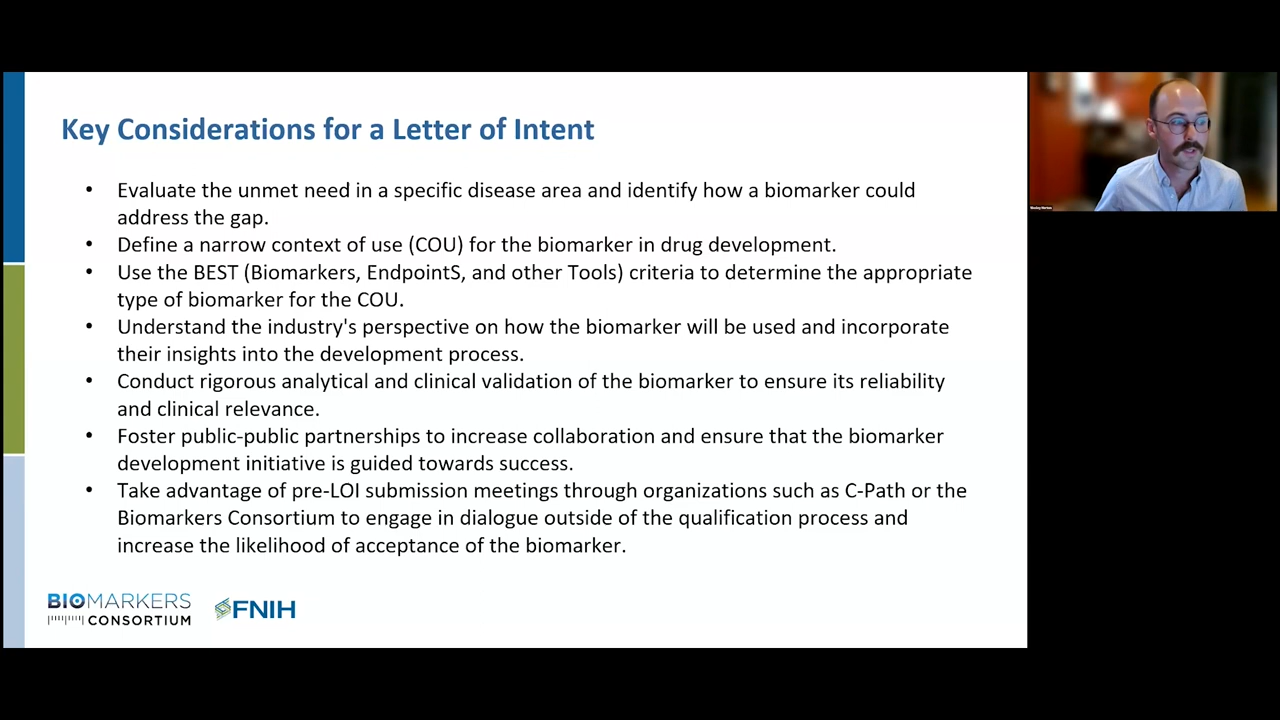 Key Considerations for a Letter of Intent
• Evaluate the unmet need in a specific disease area and identify how a biomarker could
address the gap.
• Define a narrow context of use (COU) for the biomarker in drug development.
• Use the BEST (Biomarkers, EndpointS, and other Tools) criteria to determine the appropriate
type of biomarker for the COU.
• Understand the industry's perspective on how the biomarker will be used and incorporate
their insights into the development process.
• Conduct rigorous analytical and clinical validation of the biomarker to ensure its reliability
and clinical relevance.
• Foster public-public partnerships to increase collaboration and ensure that the biomarker
development initiative is guided towards success.
• Take advantage of pre-LOI submission meetings through organizations such as C-Path or the
Biomarkers Consortium to engage in dialogue outside of the qualification process and
increase the likelihood of acceptance of the biomarker.
BIOMARKERS
CONSORTIUM
FNIH